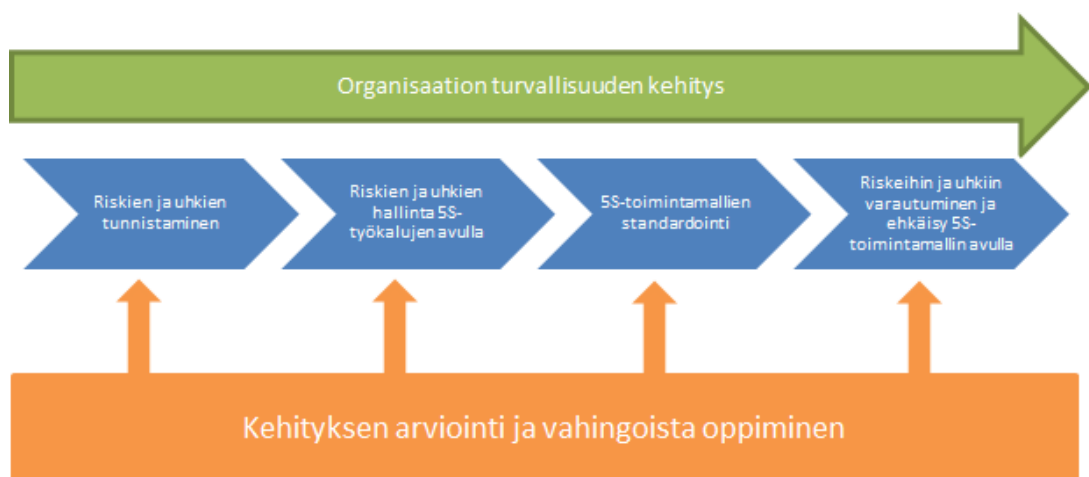 Organisaation turvallisuuden kehitys
Riskien ja uhkien
tunnistaminen
Riskien ja uhkien
hallinta 5S-
työkalujen avulla
5S-toimintamallien
standardointi
Riskeihin ja uhkiin
varautuminen ja
ehkäisy 5S-
toimintamallin avulla
Kehityksen arviointi ja vahingoista oppiminen